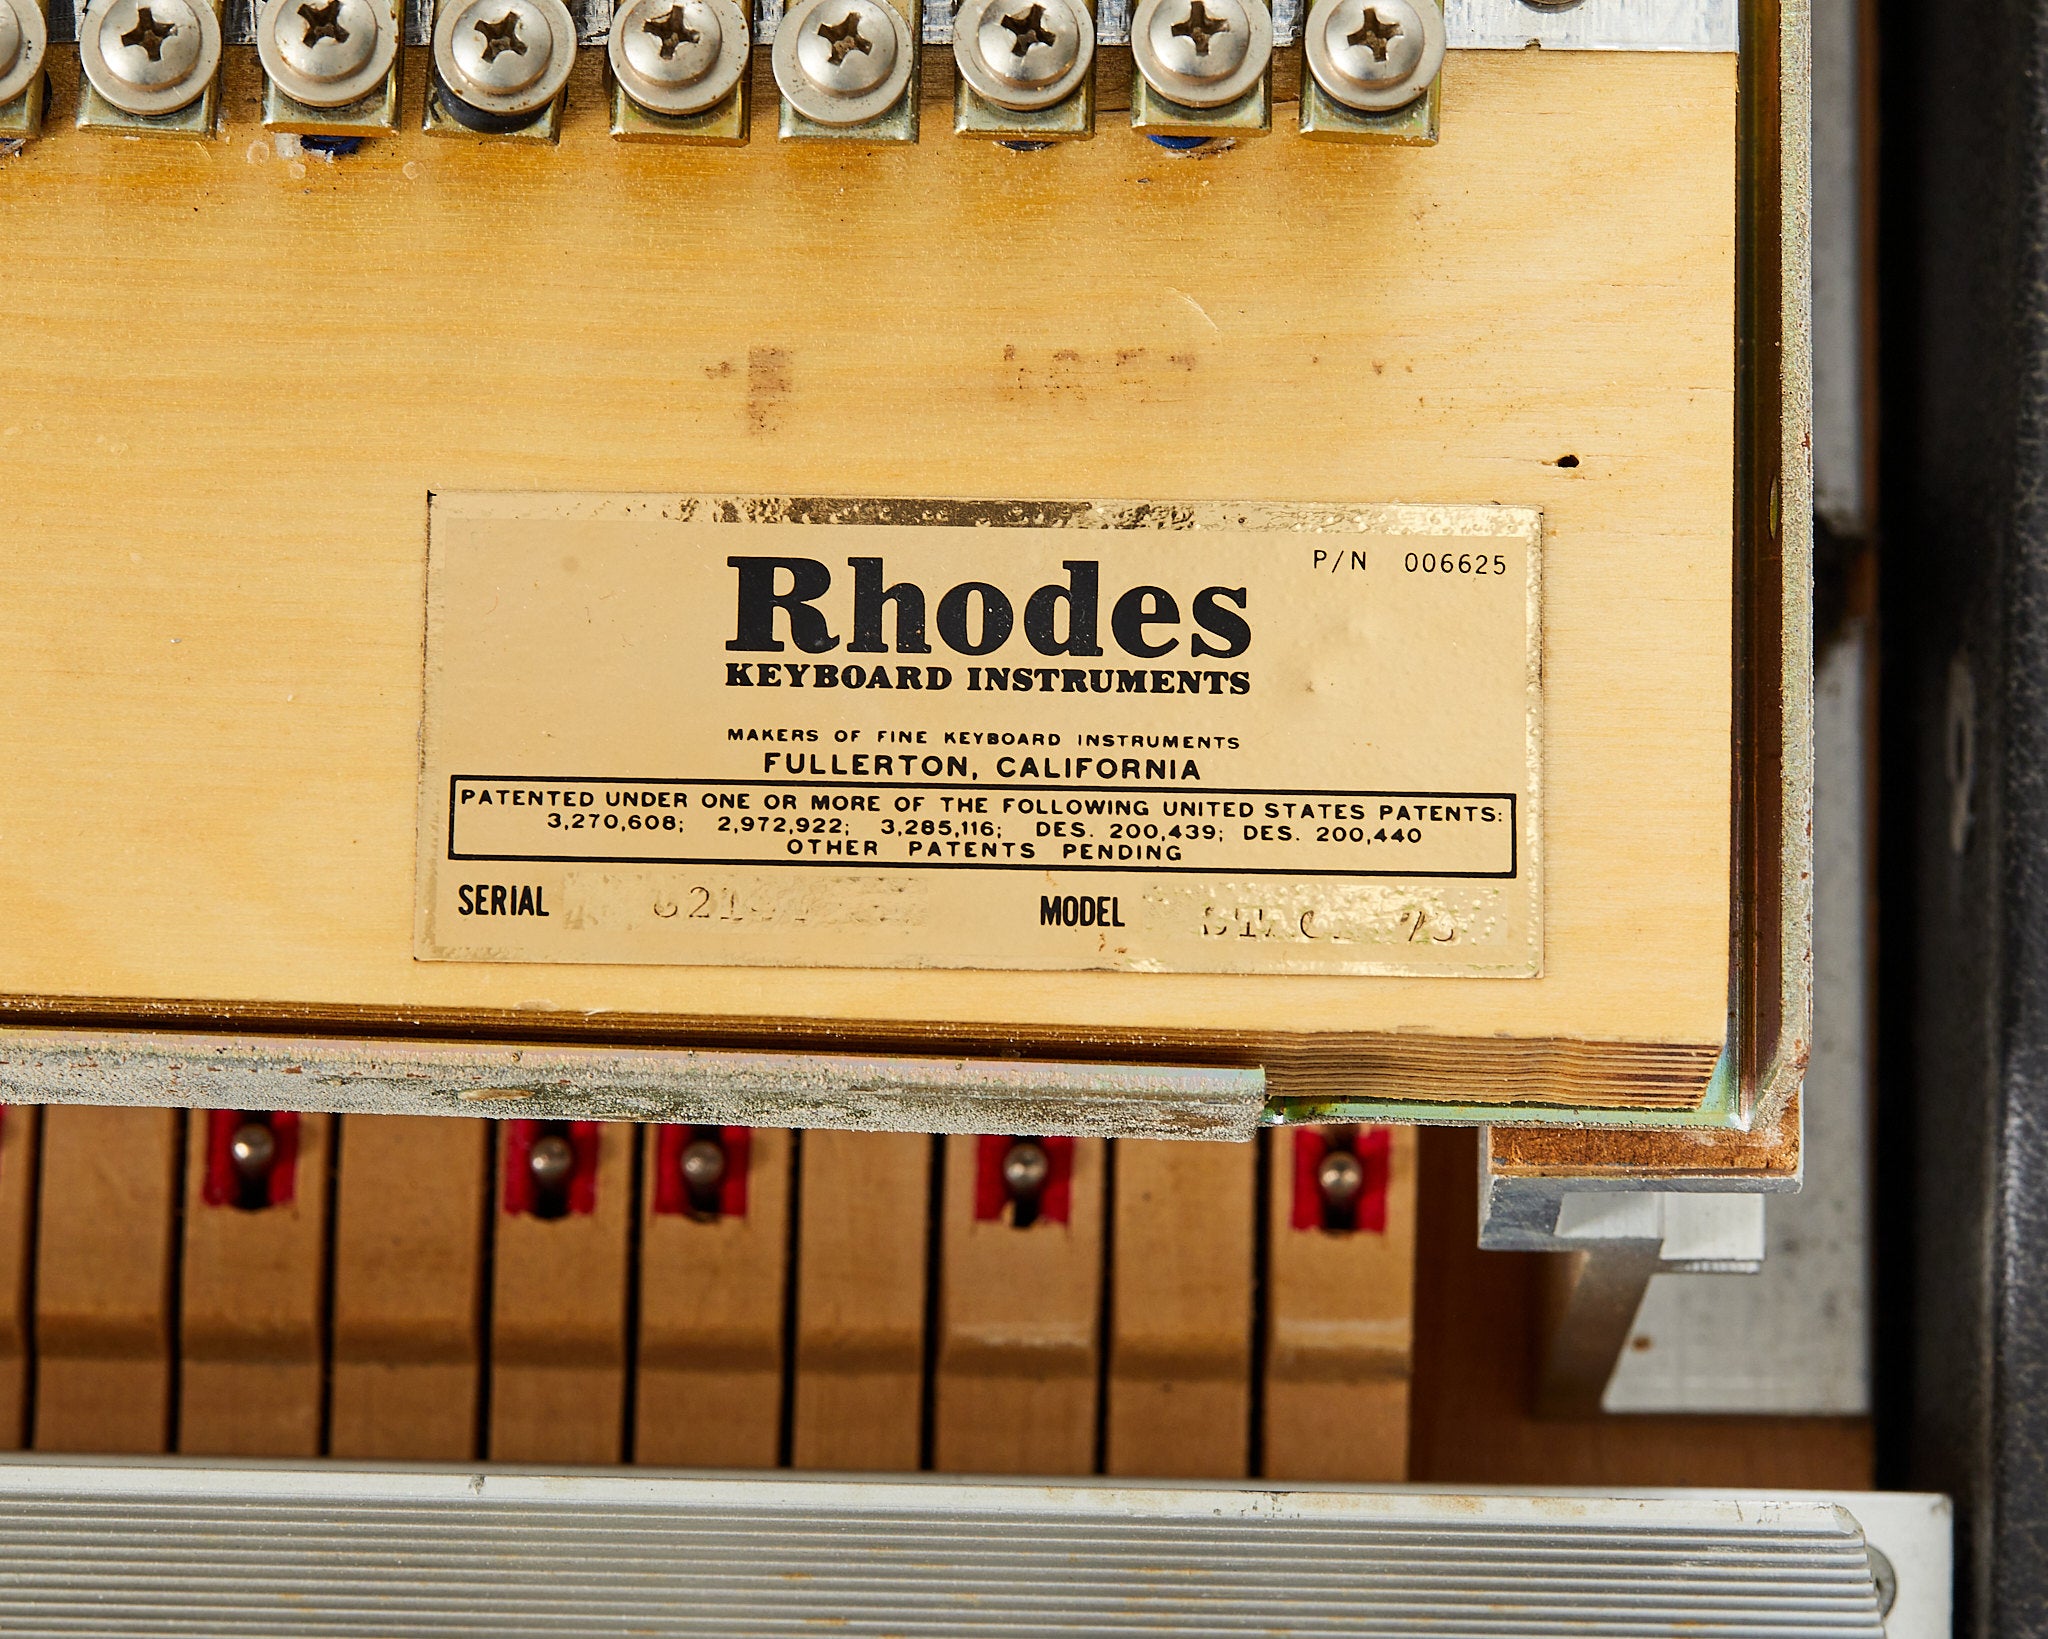 Rhodes
P/N 006625
KEYBOARD INSTRUMENTS
MAKERS OF FINE KEYBOARD INSTRUMENTS
FULLERTON, CALIFORNIA
PATENTED UNDER ONE OR MORE OF THE FOLLOWING UNITED STATES PATENTS:
3,270,608; 2,972,922; 3,285,116; DES. 200,439; DES. 200,440
OTHER PATENTS PENDING
SERIAL MODEL